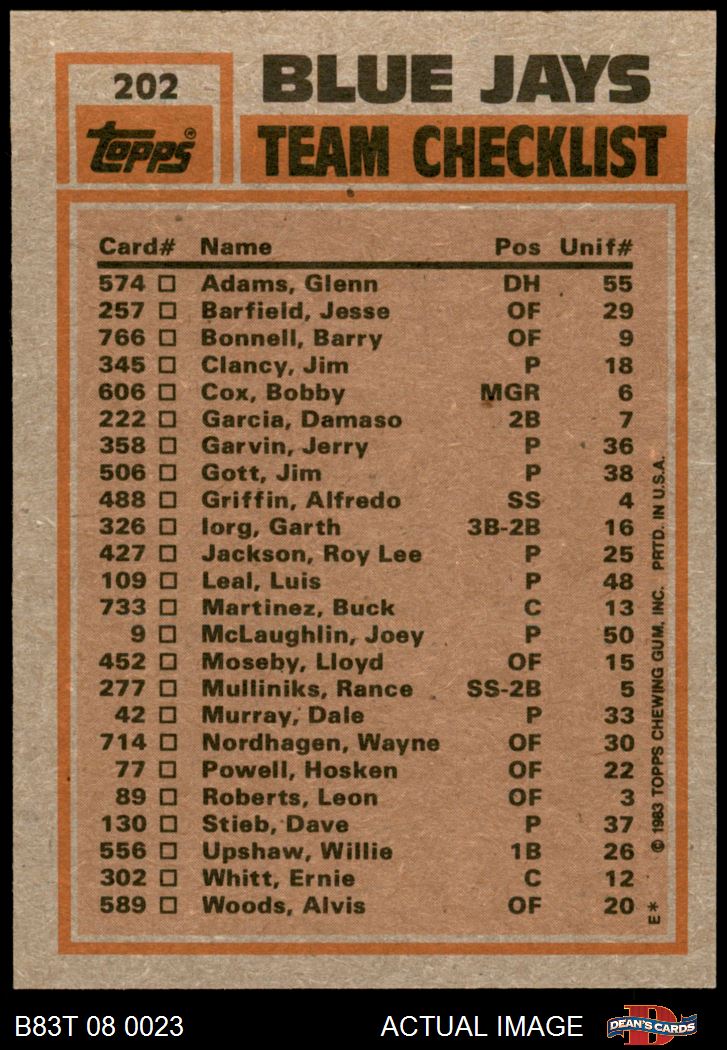 202
BLUE JAYS
Topps®
TEAM CHECKLIST
Card# Name Pos Unif#
574 □ Adams, Glenn DH 55
257 □ Barfield, Jesse OF 29
766 □ Bonnell, Barry OF 9
345 □ Clancy, Jim P 18
606 □ Cox, Bobby MGR 6
222 □ Garcia, Damaso 2B 7
358 □ Garvin, Jerry P 36
506 □ Gott, Jim P 38
488 □ Griffin, Alfredo SS 4
326 □ Iorg, Garth 3B-2B 16
427 □ Jackson, Roy Lee P 25
109 □ Leal, Luis P 48
733 □ Martinez, Buck C 13
9 □ McLaughlin, Joey P 50
452 □ Moseby, Lloyd OF 15
277 □ Mulliniks, Rance SS-2B 5
42 □ Murray, Dale P 33
714 □ Nordhagen, Wayne OF 30
77 □ Powell, Hosken OF 22
89 □ Roberts, Leon OF 3
130 □ Stieb, Dave P 37
556 □ Upshaw, Willie 1B 26
302 □ Whitt, Ernie C 12
589 □ Woods, Alvis OF 20
E* © 1983 TOPPS CHEWING GUM, INC. PRTD. IN U.S.A.
B83T 08 0023 ACTUAL IMAGE
D DEAN'S CARDS